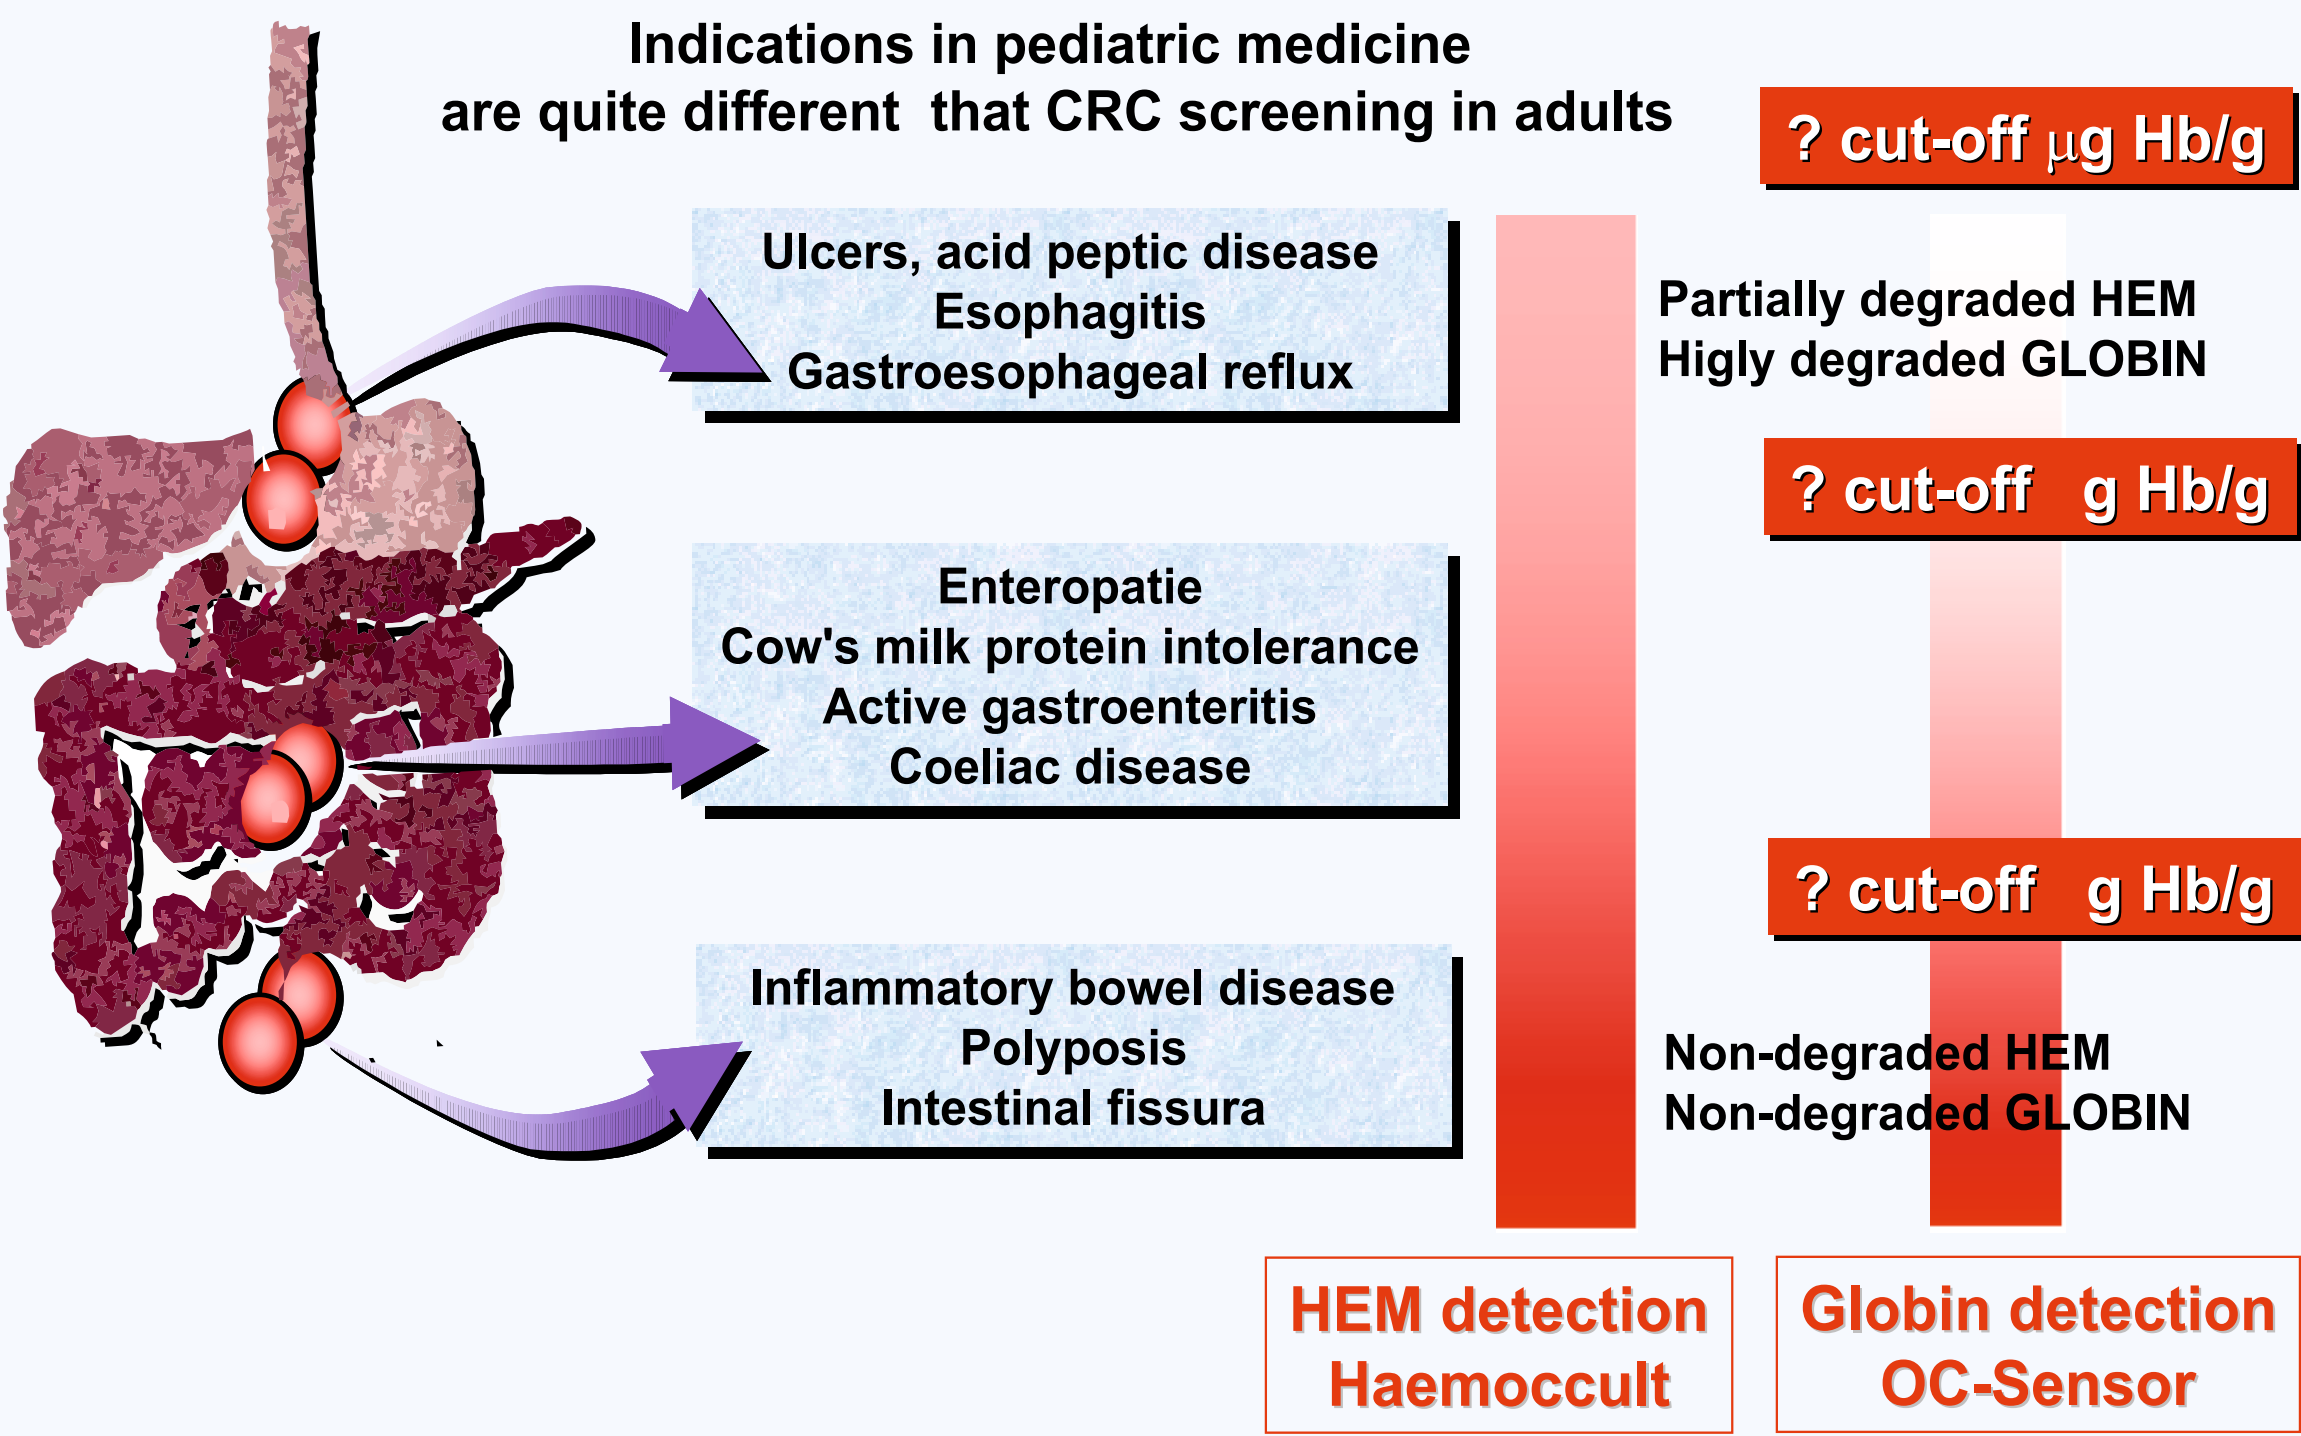 Indications in pediatric medicine
are quite different that CRC screening in adults
? cut-off μg Hb/g
Ulcers, acid peptic disease
Esophagitis
Gastroesophageal reflux
Partially degraded HEM
Higly degraded GLOBIN
? cut-off g Hb/g
Enteropatie
Cow's milk protein intolerance
Active gastroenteritis
Coeliac disease
? cut-off g Hb/g
Inflammatory bowel disease
Polyposis
Intestinal fissura
Non-degraded HEM
Non-degraded GLOBIN
HEM detection
Haemoccult
Globin detection
OC-Sensor